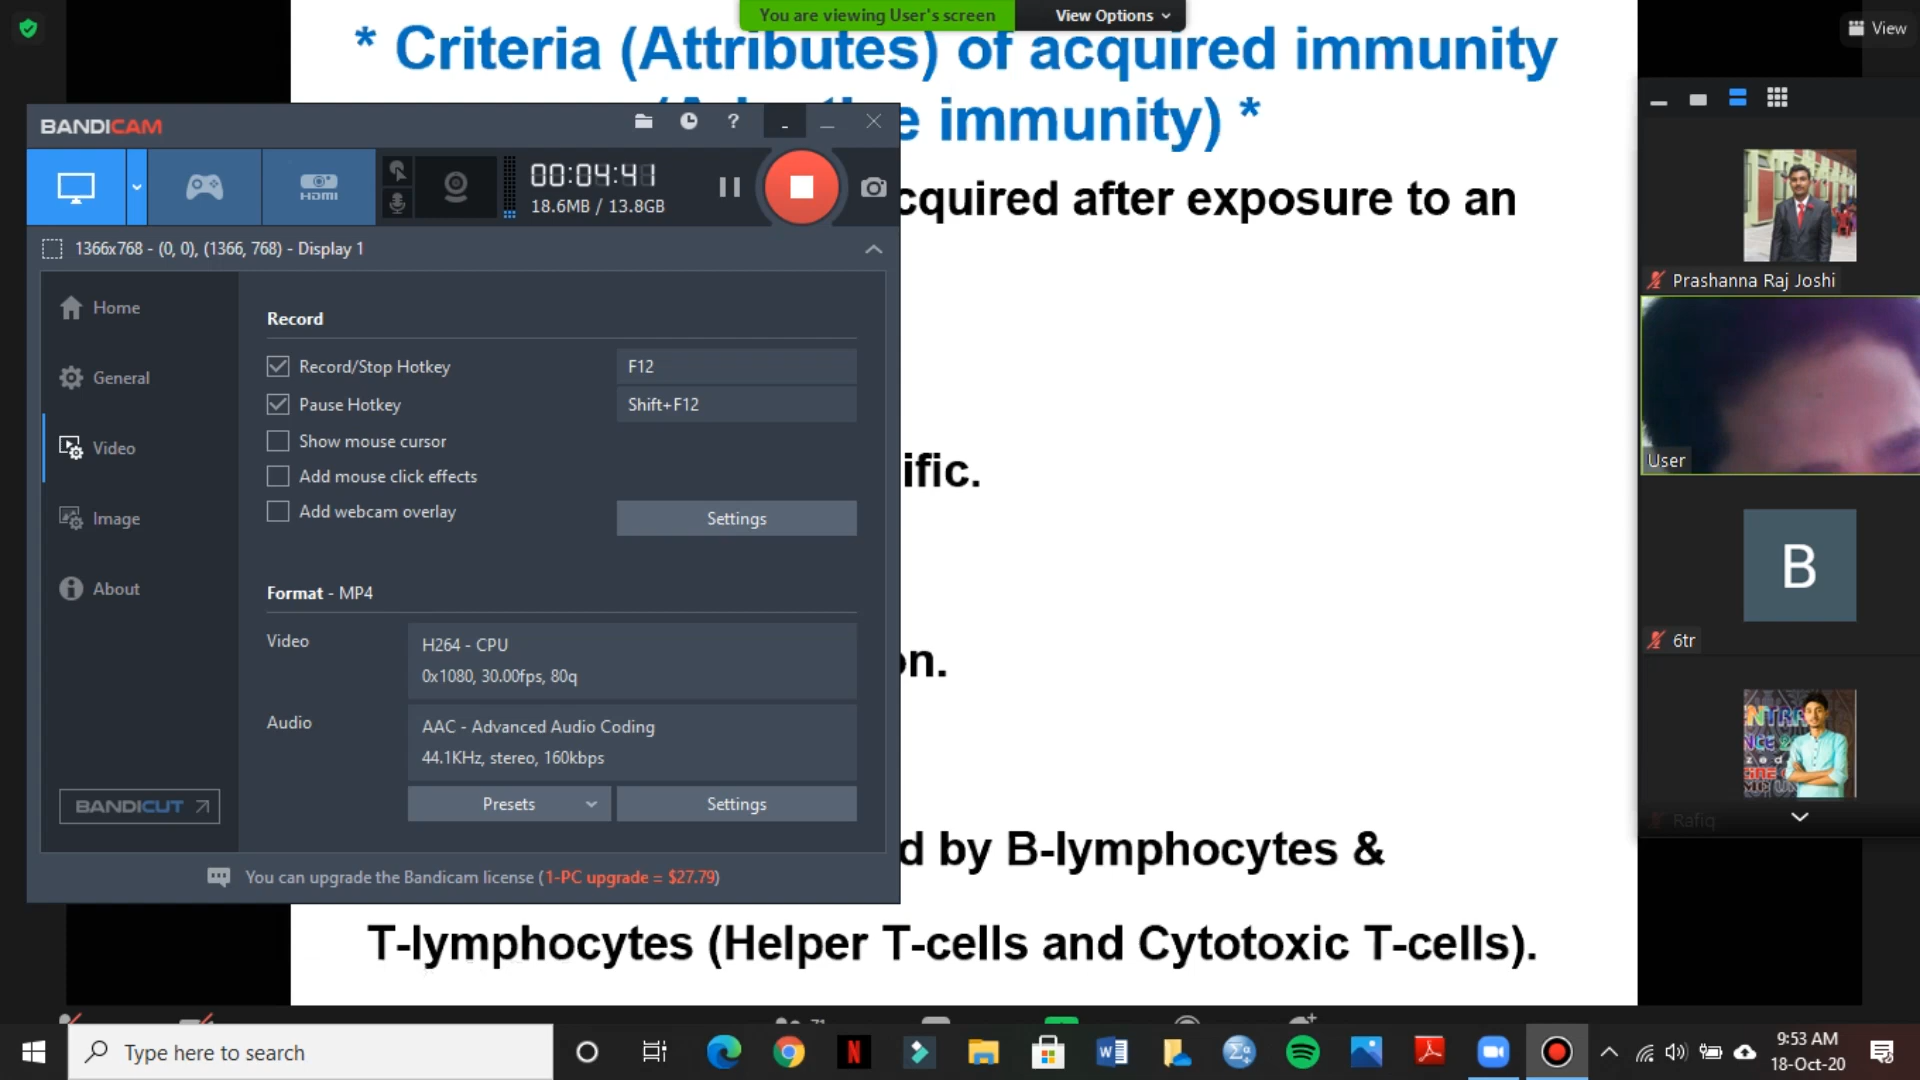 You are viewing User's screen
View Options
View
* Criteria (Attributes) of acquired immunity
immunity) *
cquired after exposure to an
ific.
on.
d by B-lymphocytes &
T-lymphocytes (Helper T-cells and Cytotoxic T-cells).
BANDICAM
?
HDMI
00:04:41
18.6MB / 13.8GB
1366x768 - (0, 0), (1366, 768) - Display 1
Home
General
Video
Image
About
BANDICUT
Record
Record/Stop Hotkey
F12
Pause Hotkey
Shift+F12
Show mouse cursor
Add mouse click effects
Add webcam overlay
Settings
Format - MP4
Video
H264 - CPU
0x1080, 30.00fps, 80q
Audio
AAC - Advanced Audio Coding
44.1KHz, stereo, 160kbps
Presets
Settings
You can upgrade the Bandicam license (1-PC upgrade = $27.79)
Prashanna Raj Joshi
User
B
6tr
Rafiq
Type here to search
9:53 AM
18-Oct-20